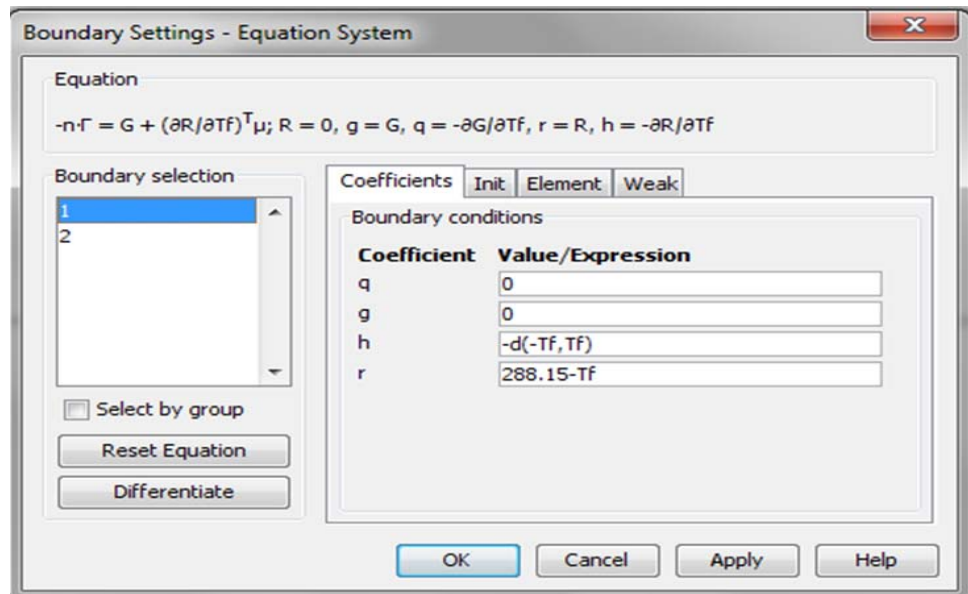 Boundary Settings - Equation System
Equation
-n·Γ = G + (∂R/∂Tf)ᵀμ; R = 0, g = G, q = -∂G/∂Tf, r = R, h = -∂R/∂Tf
Boundary selection
1
2
Select by group
Reset Equation
Differentiate
Coefficients Init Element Weak
Boundary conditions
Coefficient Value/Expression
q 0
g 0
h -d(-Tf,Tf)
r 288.15-Tf
OK Cancel Apply Help